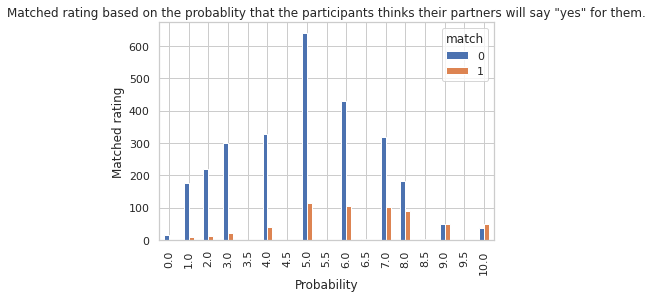 Matched rating based on the probablity that the participants thinks their partners will say "yes" for them.
match
0
1
Matched rating
600
500
400
300
200
100
0
0.0 1.0 2.0 3.0 3.5 4.0 4.5 5.0 5.5 6.0 6.5 7.0 8.0 8.5 9.0 9.5 10.0
Probability